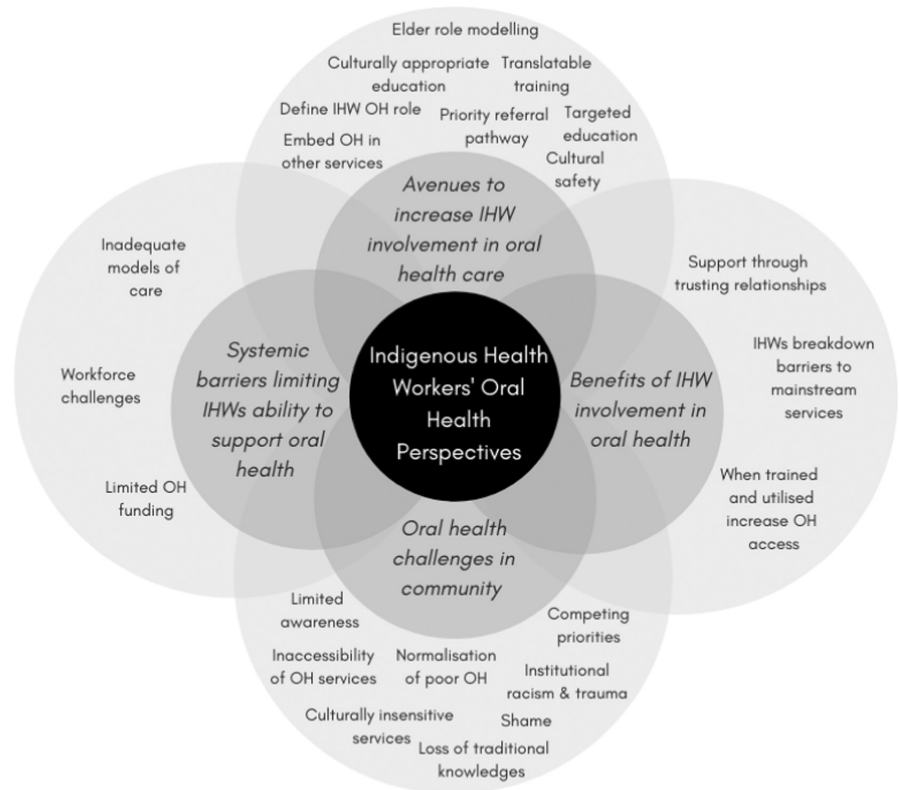 Elder role modelling
Culturally appropriate
education
Translatable
training
Define IHW OH role
Priority referral
pathway
Targeted
education
Embed OH in
other services
Cultural
safety
Avenues to
increase IHW
involvement in oral
health care
Inadequate
models of
care
Workforce
challenges
Limited OH
funding
Systemic
barriers limiting
IHWs ability to
support oral
health
Indigenous Health
Workers' Oral
Health
Perspectives
Benefits of IHW
involvement in
oral health
Support through
trusting relationships
IHWs breakdown
barriers to
mainstream
services
When trained
and utilised
increase OH
access
Oral health
challenges in
community
Limited
awareness
Competing
priorities
Inaccessibility
of OH services
Normalisation
of poor OH
Institutional
racism & trauma
Culturally insensitive
services
Shame
Loss of traditional
knowledges